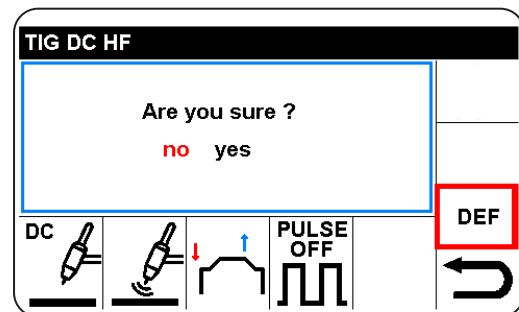 TIG DC HF
Are you sure ?
no yes
DEF
DC
PULSE
OFF